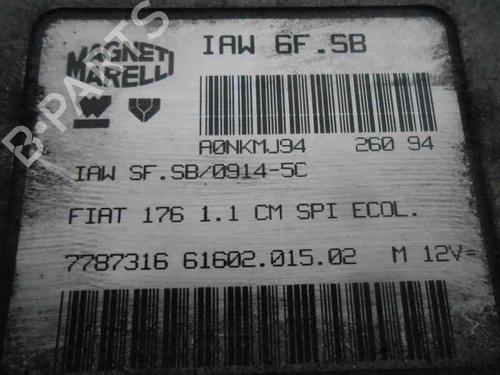 MAGNETI
MARELLI
IAW 6F.SB
A0NKMJ94 260 94
IAW SF.SB/0914-5C
FIAT 176 1.1 CM SPI ECOL.
7787316 61602.015.02 M 12V=
B-PARTS